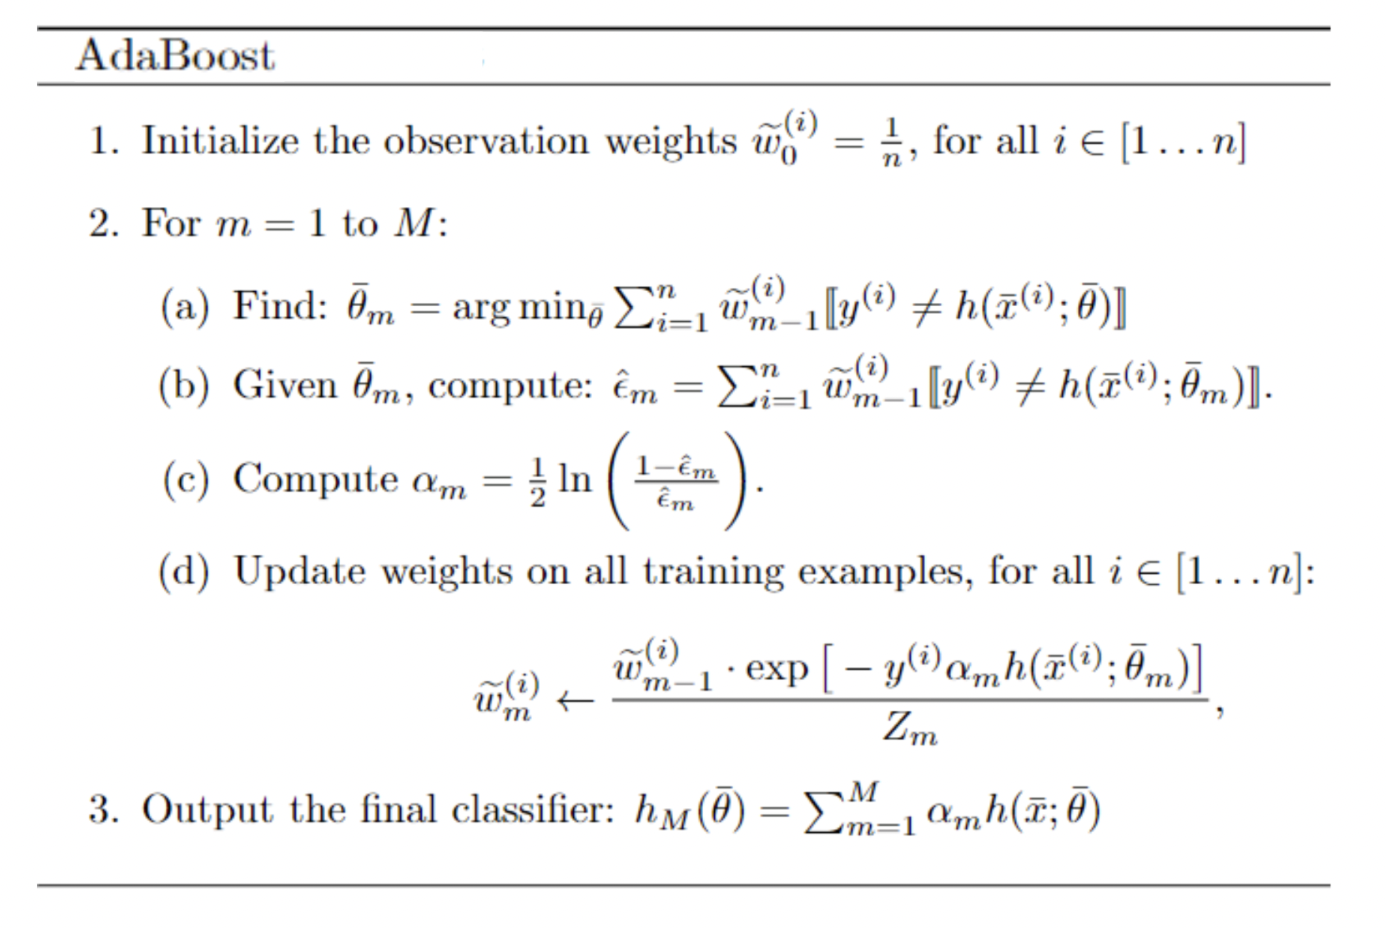 AdaBoost
1. Initialize the observation weights $\widetilde{w}_0^{(i)} = \frac{1}{n}$, for all $i \in [1 \ldots n]$
2. For $m = 1$ to $M$:
(a) Find: $\bar{\theta}_m = \arg\min_{\bar{\theta}} \sum_{i=1}^{n} \widetilde{w}_{m-1}^{(i)} [\![ y^{(i)} \neq h(\bar{x}^{(i)}; \bar{\theta}) ]\!]$
(b) Given $\bar{\theta}_m$, compute: $\hat{\epsilon}_m = \sum_{i=1}^{n} \widetilde{w}_{m-1}^{(i)} [\![ y^{(i)} \neq h(\bar{x}^{(i)}; \bar{\theta}_m) ]\!]$.
(c) Compute $\alpha_m = \frac{1}{2} \ln \left( \frac{1-\hat{\epsilon}_m}{\hat{\epsilon}_m} \right)$.
(d) Update weights on all training examples, for all $i \in [1 \ldots n]$:
$\widetilde{w}_m^{(i)} \leftarrow \frac{\widetilde{w}_{m-1}^{(i)} \cdot \exp \left[ - y^{(i)} \alpha_m h(\bar{x}^{(i)}; \bar{\theta}_m) \right]}{Z_m}$,
3. Output the final classifier: $h_M(\bar{\theta}) = \sum_{m=1}^{M} \alpha_m h(\bar{x}; \bar{\theta})$